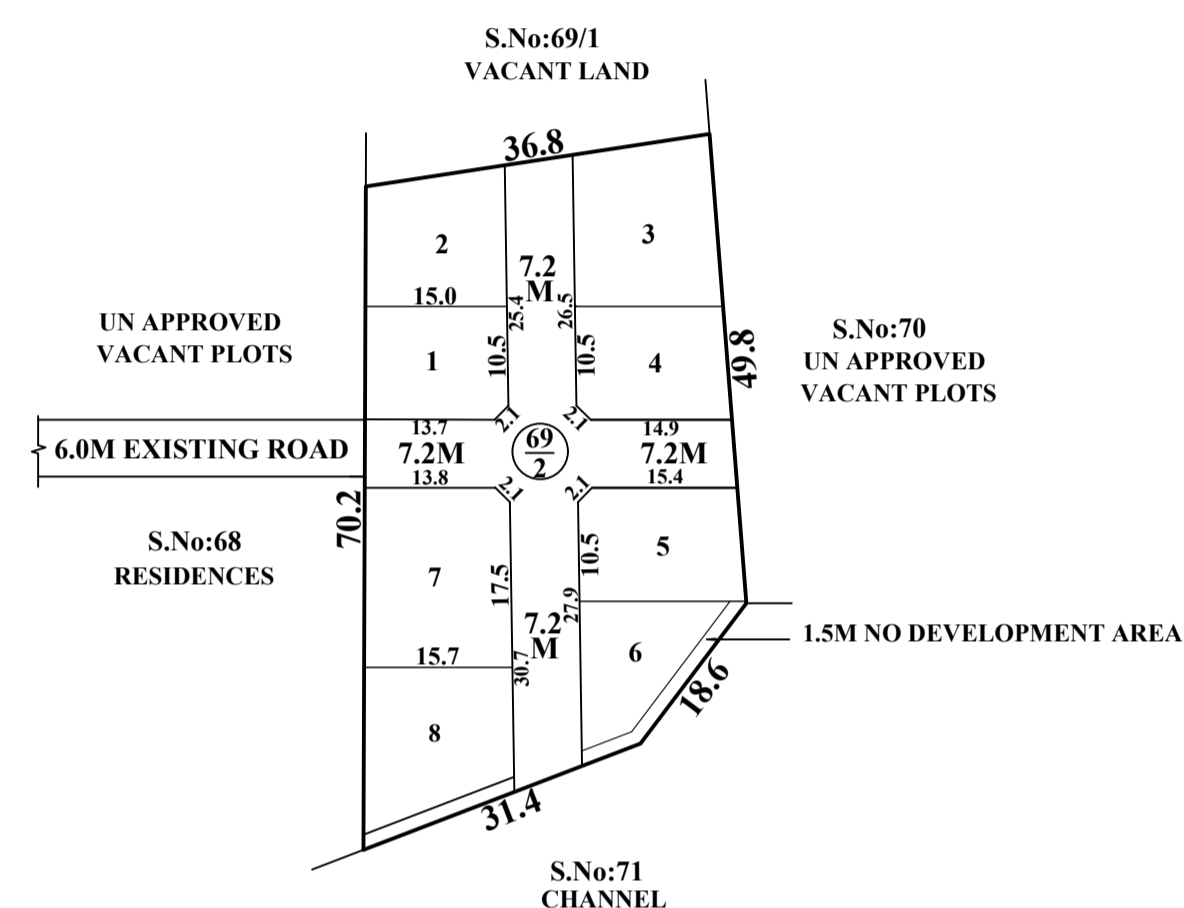 S.No:69/1
VACANT LAND
36.8
2
3
7.2
M
15.0
25.4
26.5
UN APPROVED
VACANT PLOTS
1
10.5
10.5
4
49.8
S.No:70
UN APPROVED
VACANT PLOTS
2.1
2.1
13.7
14.9
6.0M EXISTING ROAD
7.2M
69
2
7.2M
13.8
15.4
2.1
2.1
70.2
S.No:68
RESIDENCES
7
17.5
10.5
5
27.9
7.2
M
1.5M NO DEVELOPMENT AREA
15.7
30.7
6
18.6
8
31.4
S.No:71
CHANNEL